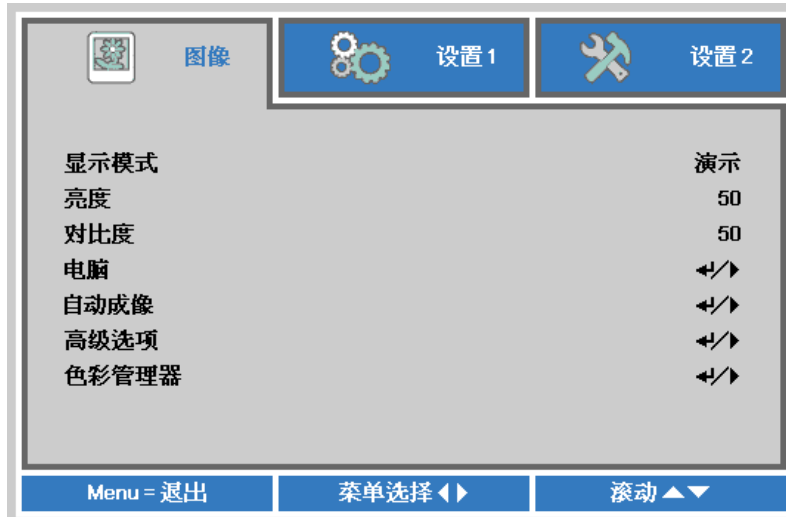 图像 设置1 设置2
显示模式 演示
亮度 50
对比度 50
电脑 ↵/▶
自动成像 ↵/▶
高级选项 ↵/▶
色彩管理器 ↵/▶
Menu = 退出 菜单选择◀▶ 滚动▲▼